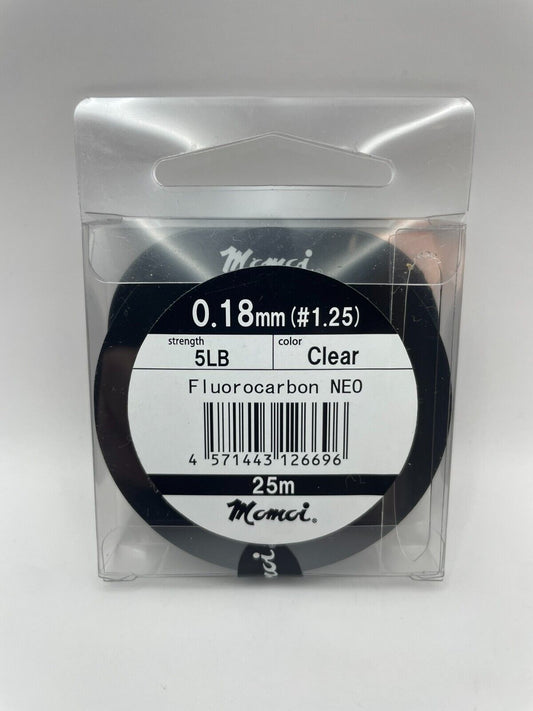 Momoi
0.18mm (#1.25)
strength 5LB color Clear
Fluorocarbon NEO
4 571443 126696
25m
Momoi®